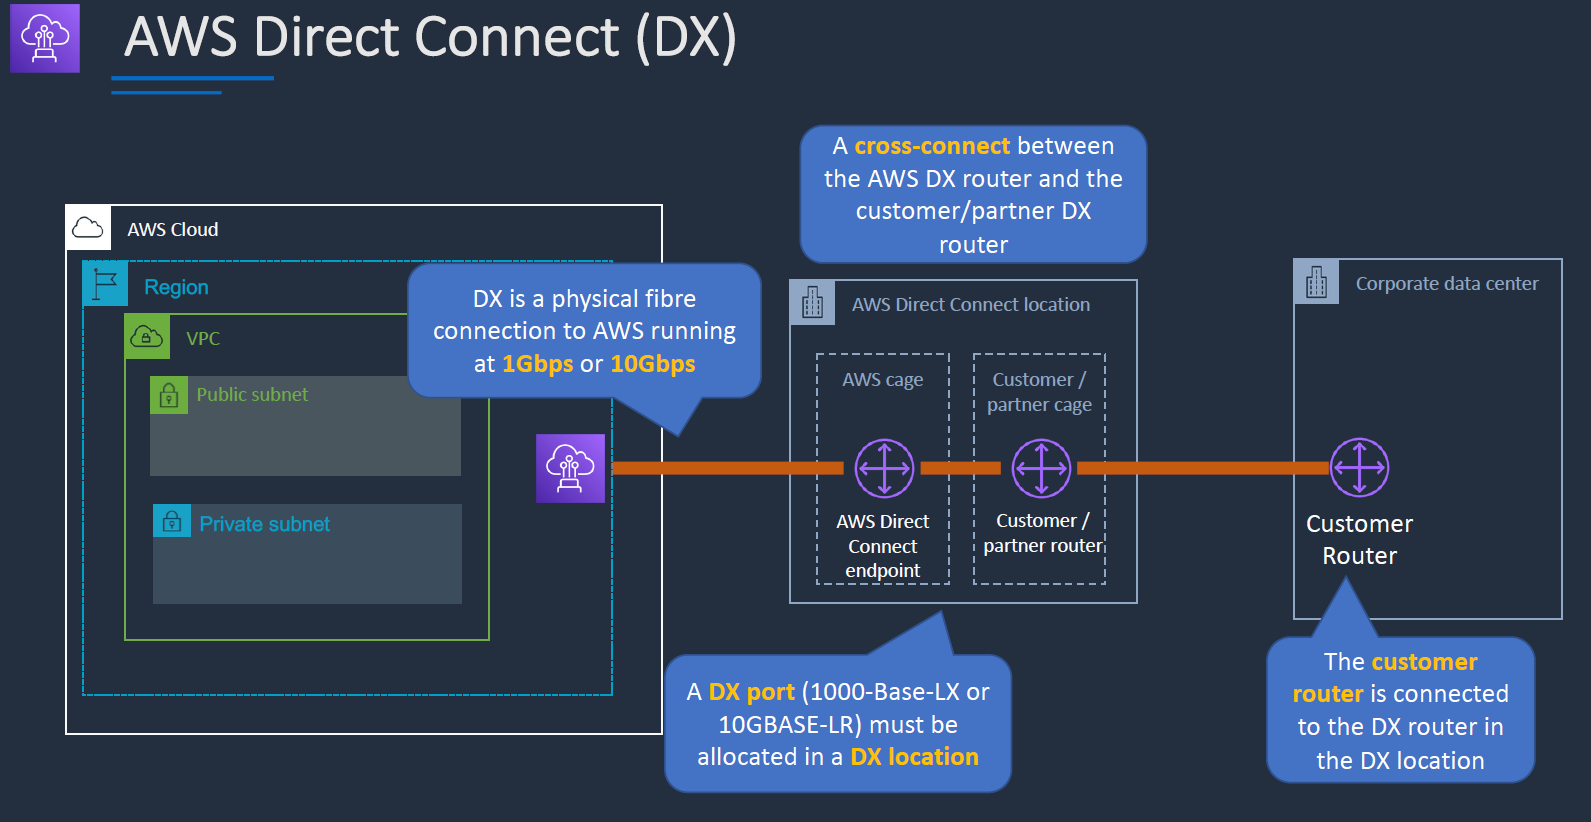 AWS Direct Connect (DX)
A cross-connect between
the AWS DX router and the
customer/partner DX
router
AWS Cloud
Region
DX is a physical fibre
connection to AWS running
at 1Gbps or 10Gbps
VPC
Public subnet
Private subnet
AWS Direct Connect location
AWS cage
Customer /
partner cage
AWS Direct
Connect
endpoint
Customer /
partner router
Corporate data center
Customer
Router
A DX port (1000-Base-LX or
10GBASE-LR) must be
allocated in a DX location
The customer
router is connected
to the DX router in
the DX location